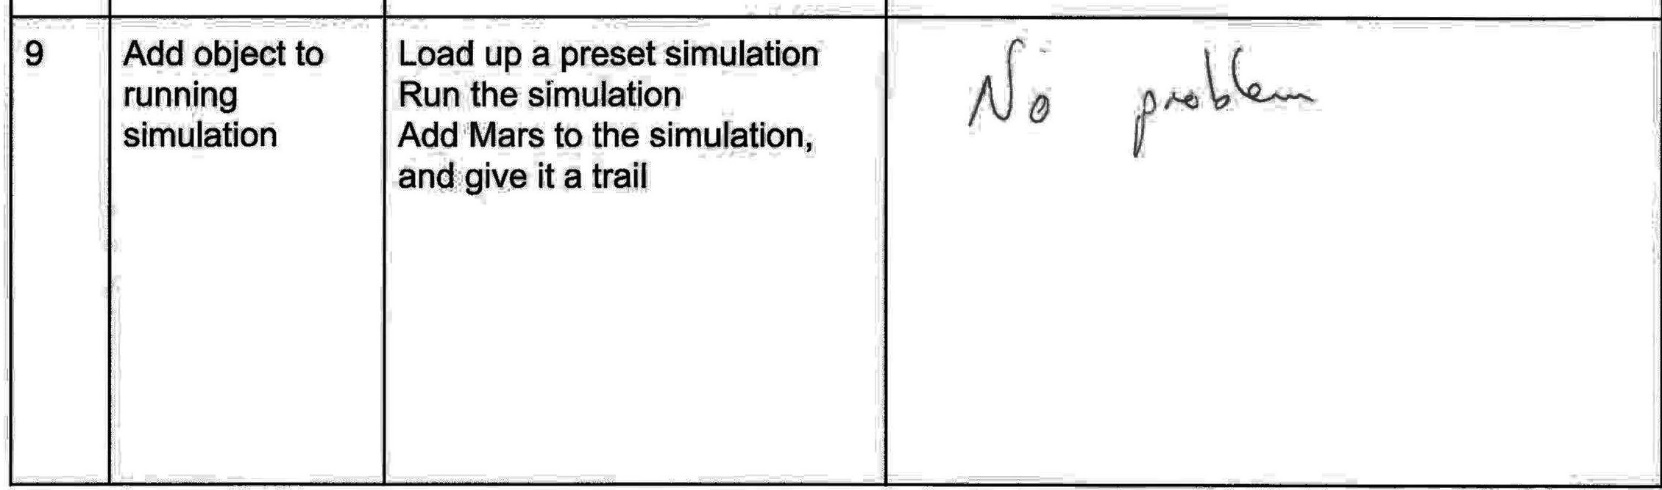 9
Add object to
running
simulation
Load up a preset simulation
Run the simulation
Add Mars to the simulation,
and give it a trail
No problem